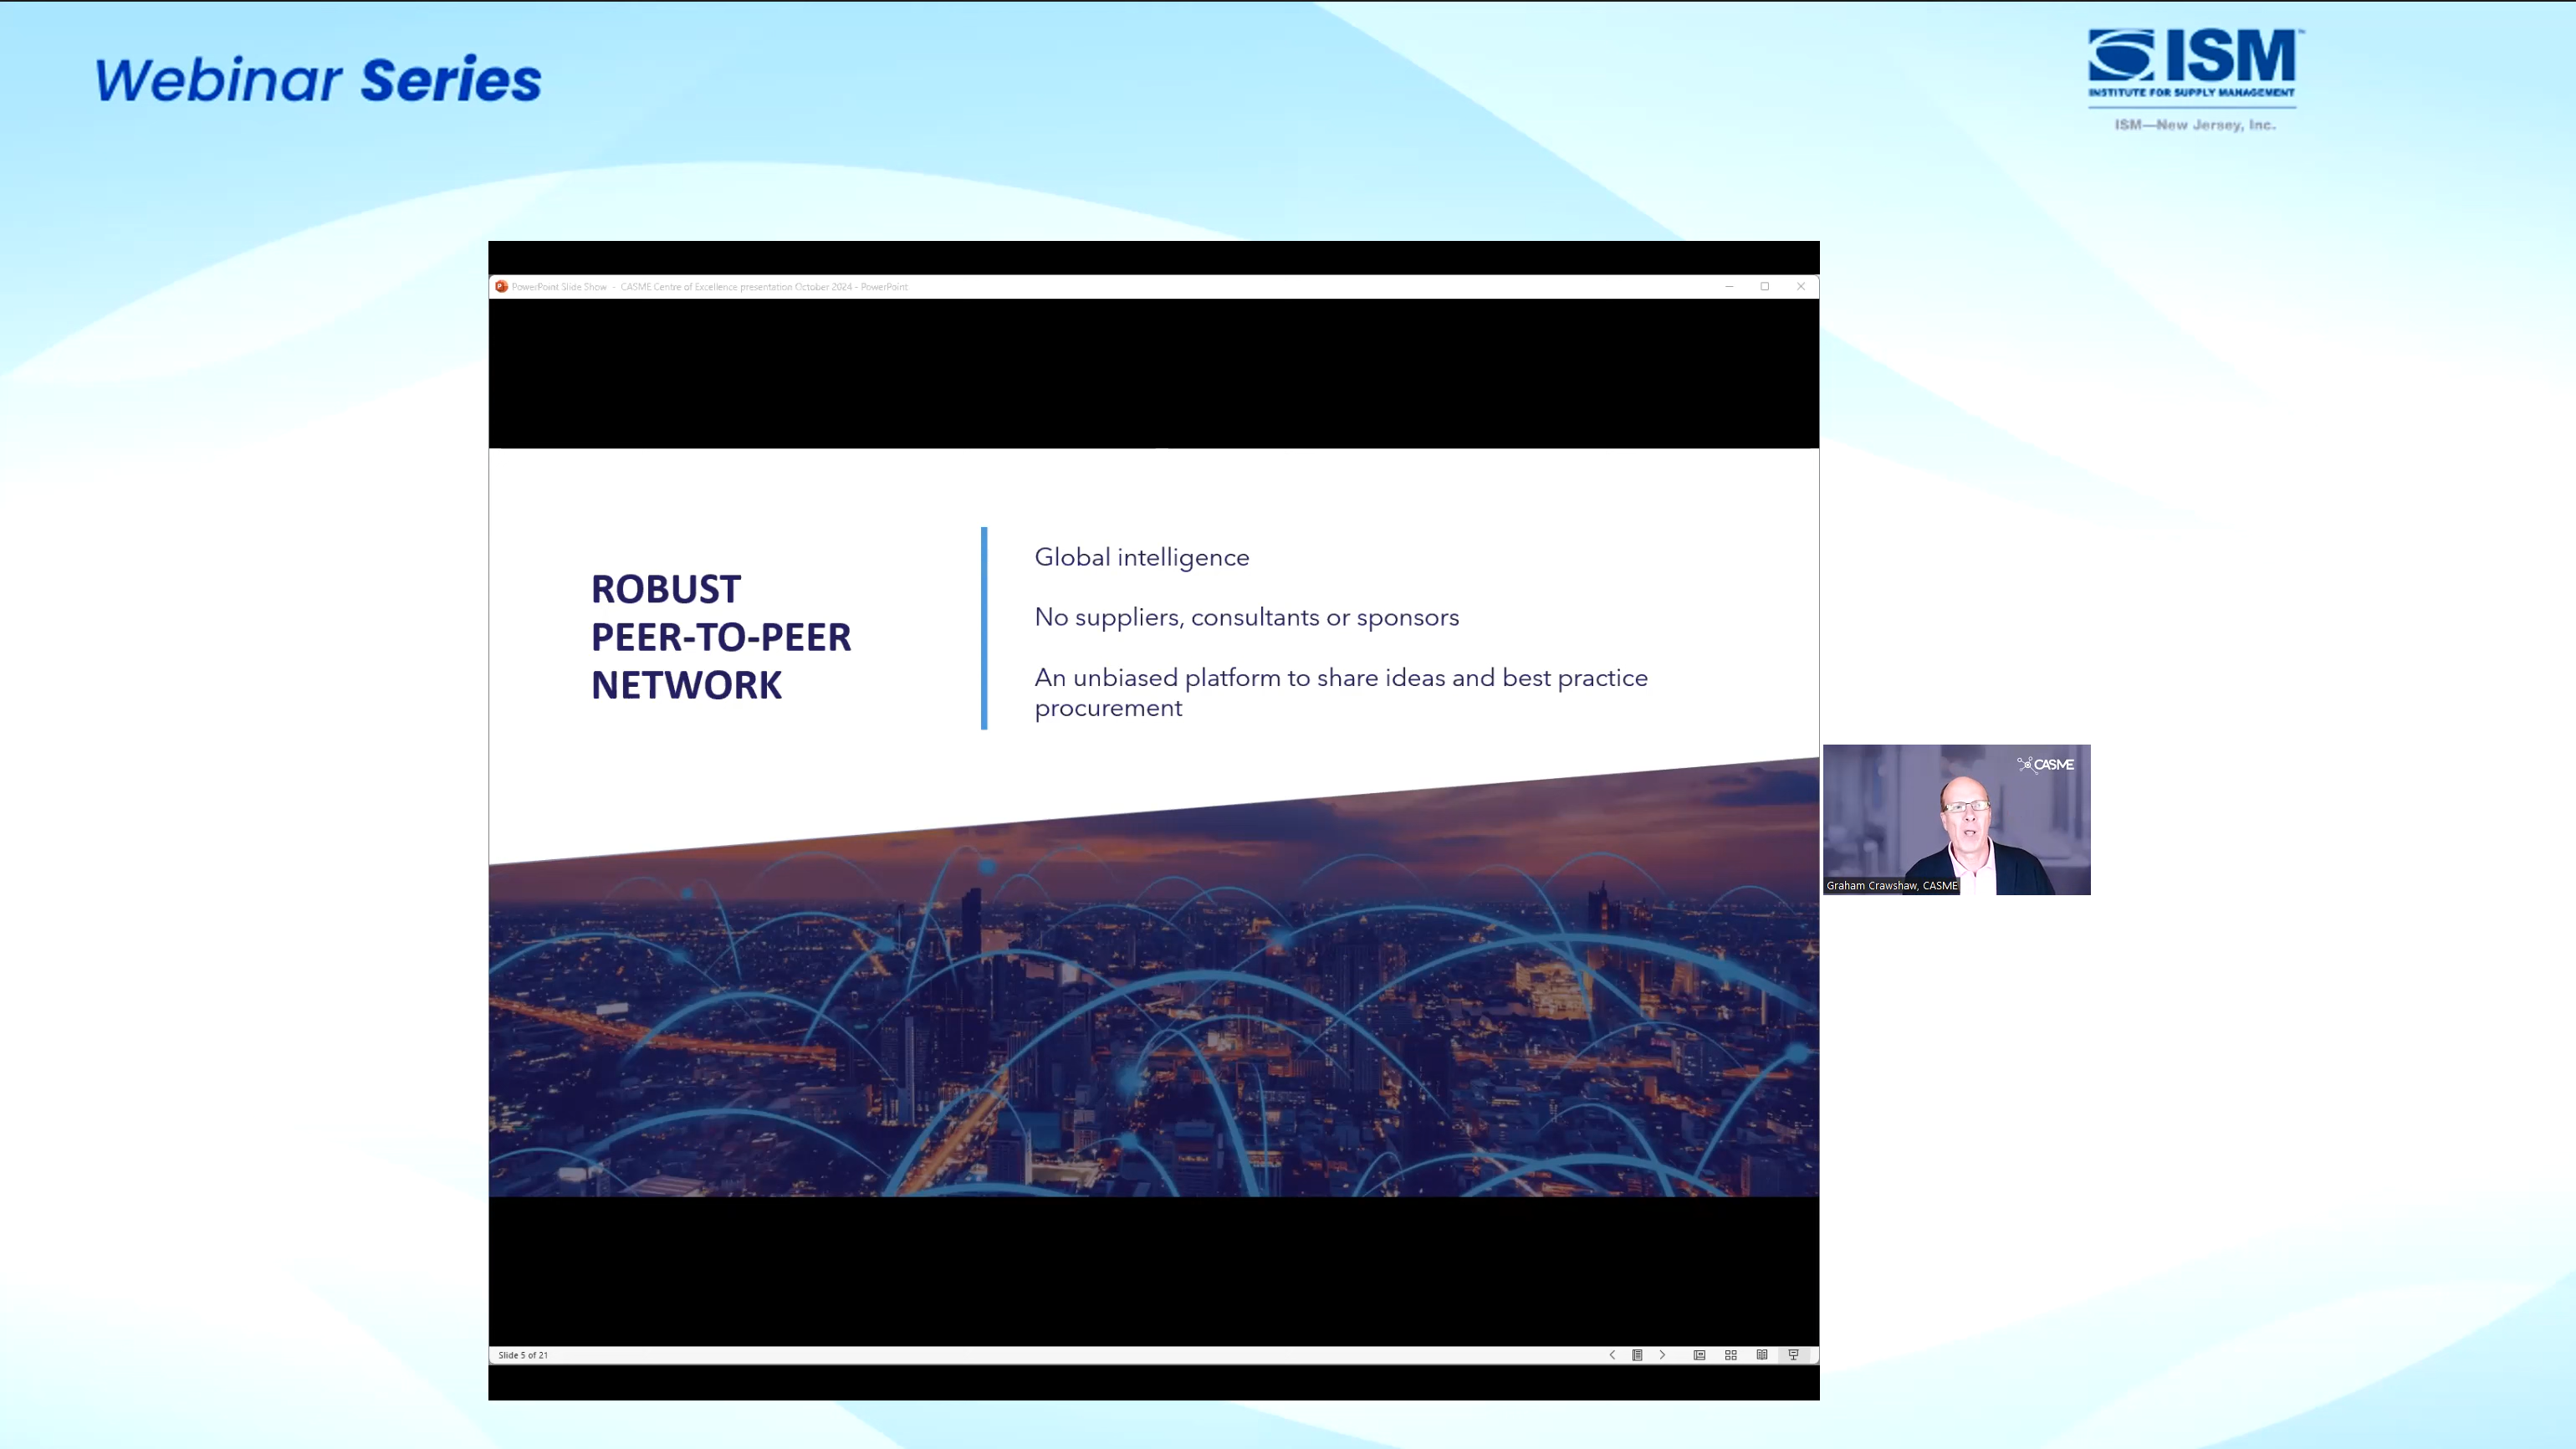 Webinar Series
ISM
INSTITUTE FOR SUPPLY MANAGEMENT
ISM—New Jersey, Inc.
PowerPoint Slide Show - CASME Centre of Excellence presentation October 2024 - PowerPoint
ROBUST
PEER-TO-PEER
NETWORK
Global intelligence
No suppliers, consultants or sponsors
An unbiased platform to share ideas and best practice
procurement
CASME
Graham Crawshaw, CASME
Slide 5 of 21